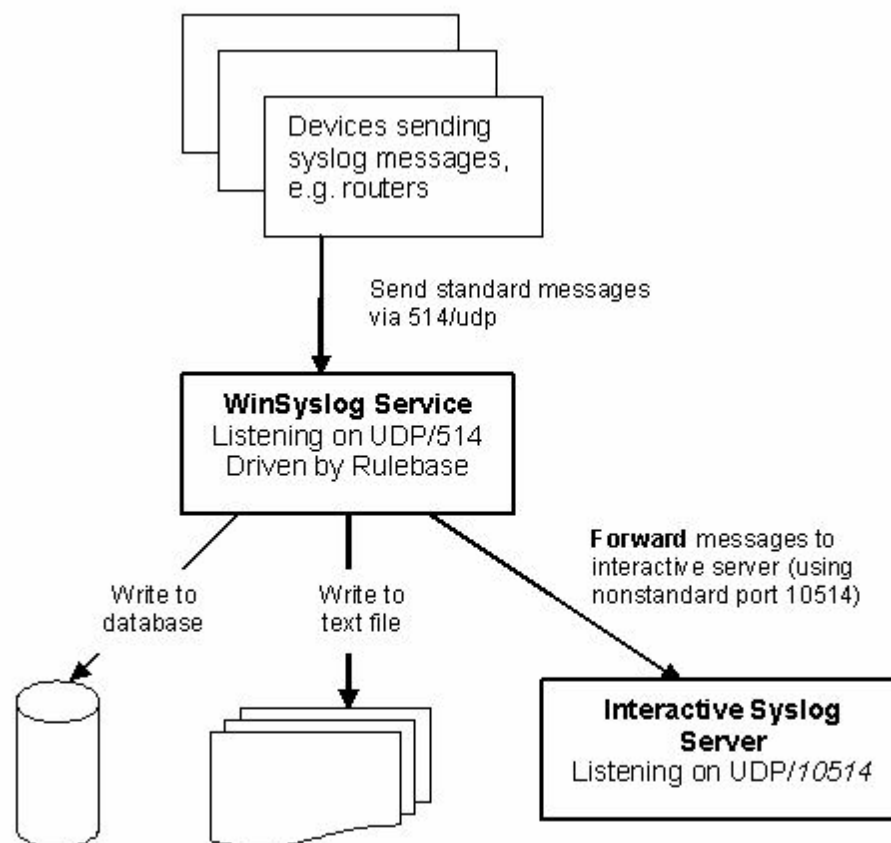 Devices sending
syslog messages,
e.g. routers
Send standard messages
via 514/udp
WinSyslog Service
Listening on UDP/514
Driven by Rulebase
Forward messages to
interactive server (using
nonstandard port 10514)
Write to
database
Write to
text file
Interactive Syslog
Server
Listening on UDP/10514